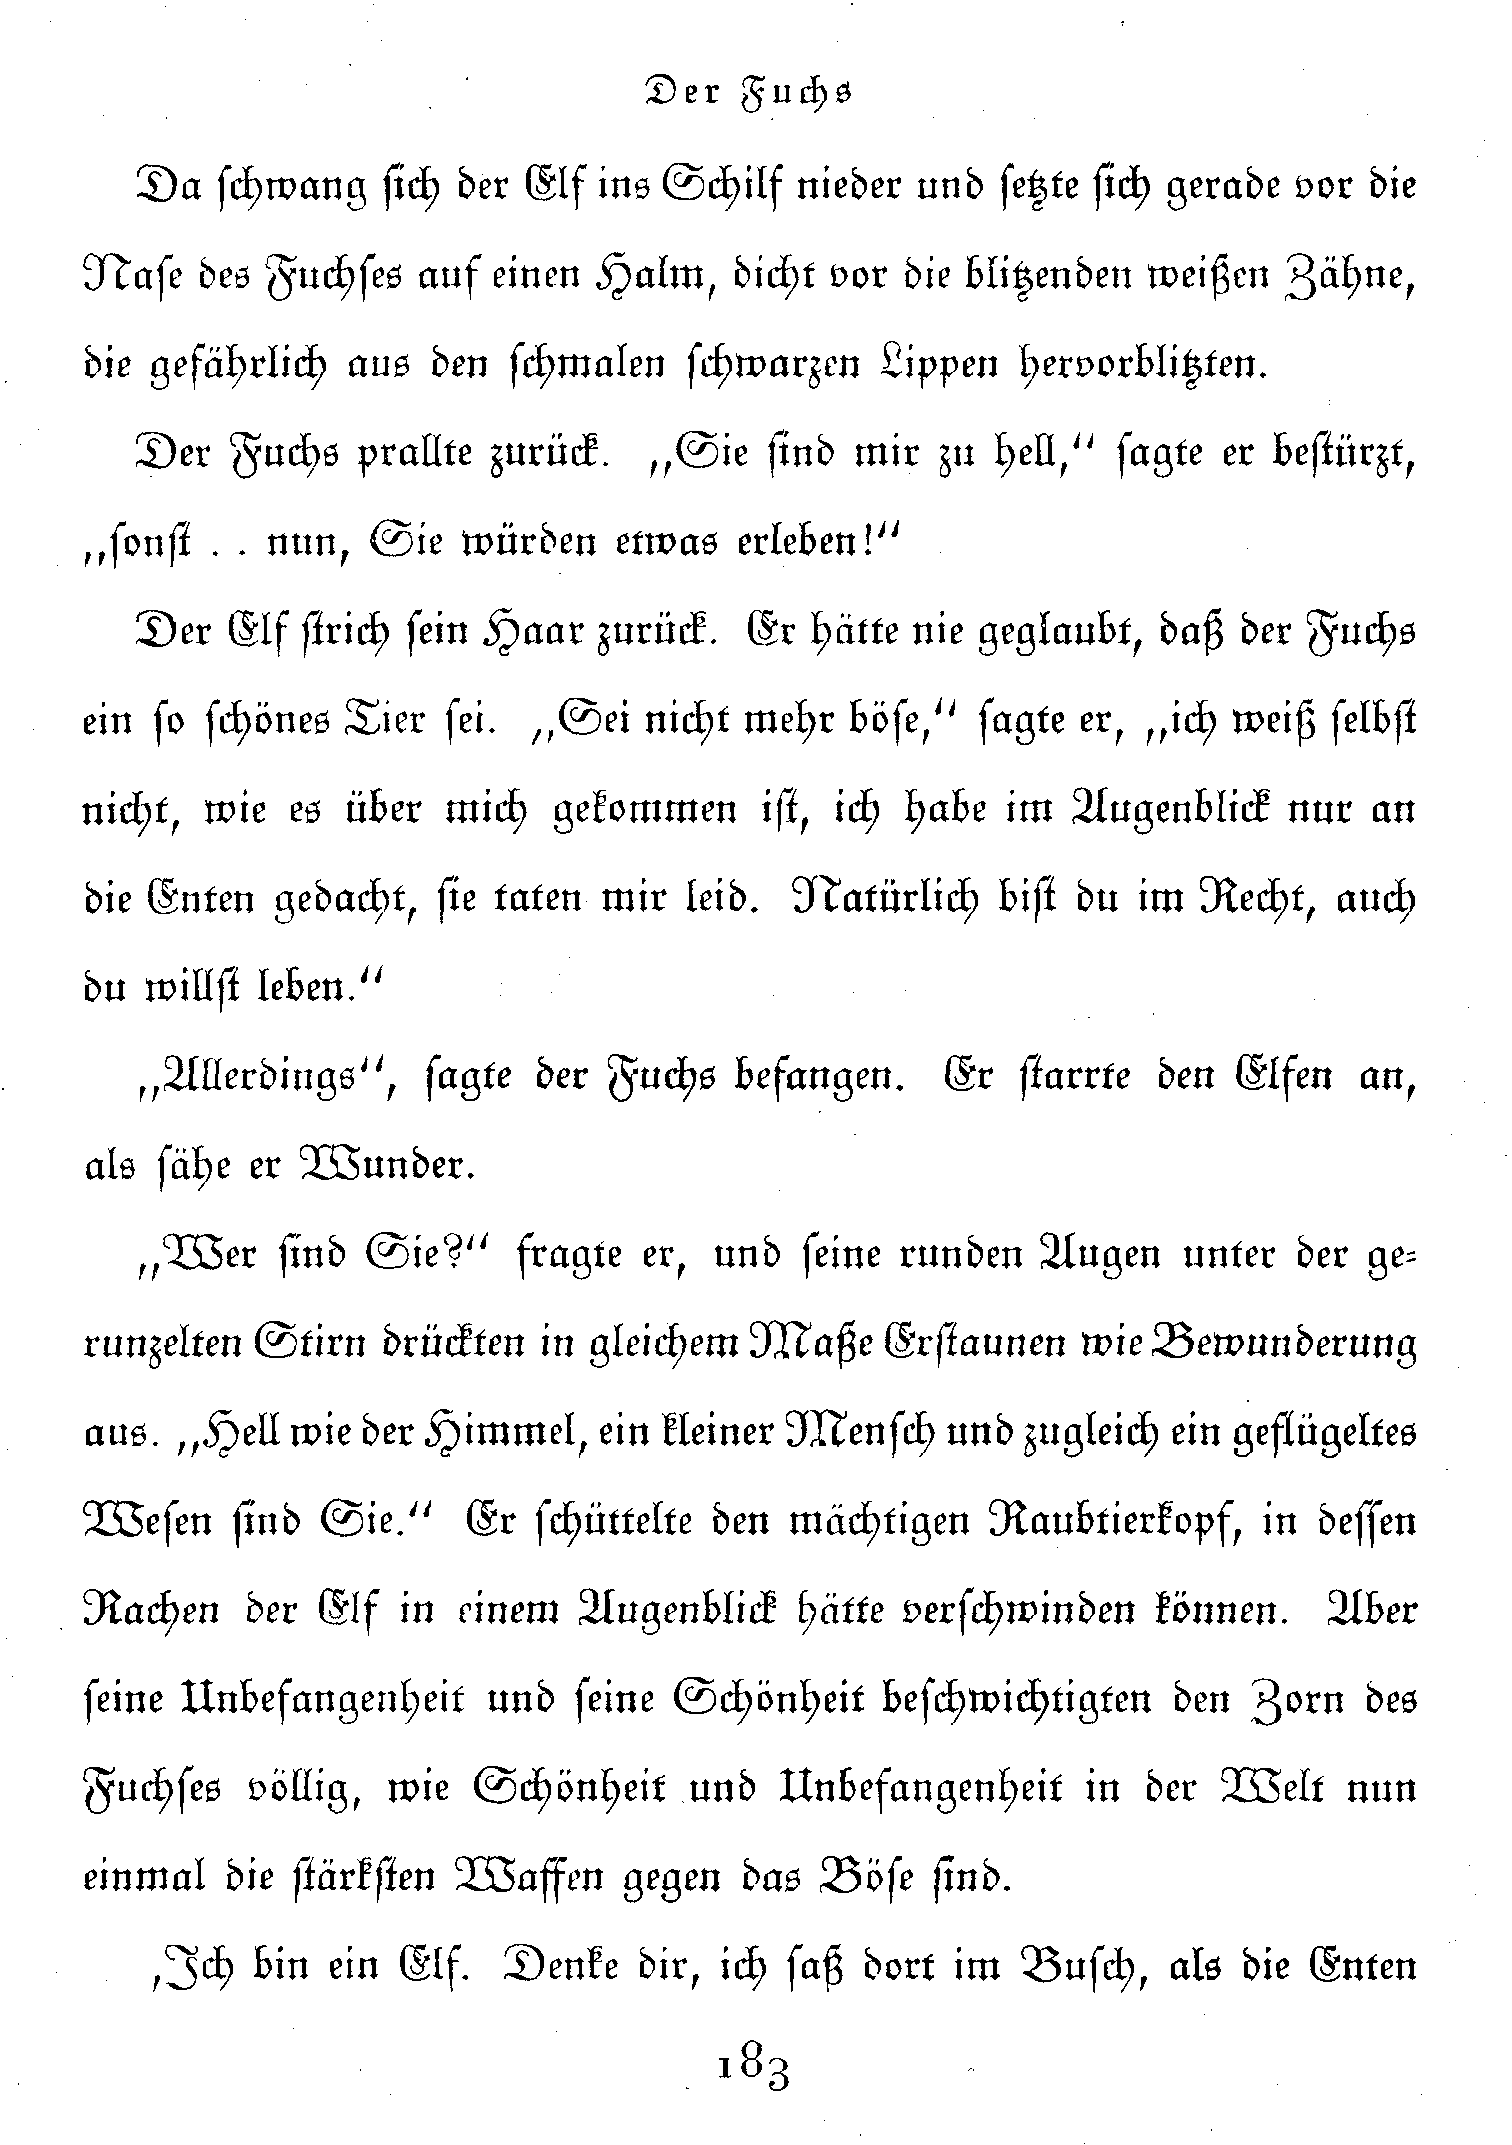 Der Fuchs
Da schwang sich der Elf ins Schilf nieder und setzte sich gerade vor die
Nase des Fuchses auf einen Halm, dicht vor die blitzenden weißen Zähne,
die gefährlich aus den schmalen schwarzen Lippen hervorblitzten.
Der Fuchs prallte zurück. „Sie sind mir zu hell,“ sagte er bestürzt,
„sonst . . nun, Sie würden etwas erleben!“
Der Elf strich sein Haar zurück. Er hätte nie geglaubt, daß der Fuchs
ein so schönes Tier sei. „Sei nicht mehr böse,“ sagte er, „ich weiß selbst
nicht, wie es über mich gekommen ist, ich habe im Augenblick nur an
die Enten gedacht, sie taten mir leid. Natürlich bist du im Recht, auch
du willst leben.“
„Allerdings“, sagte der Fuchs befangen. Er starrte den Elfen an,
als sähe er Wunder.
„Wer sind Sie?“ fragte er, und seine runden Augen unter der ge-
runzelten Stirn drückten in gleichem Maße Erstaunen wie Bewunderung
aus. „Hell wie der Himmel, ein kleiner Mensch und zugleich ein geflügeltes
Wesen sind Sie.“ Er schüttelte den mächtigen Raubtierkopf, in dessen
Rachen der Elf in einem Augenblick hätte verschwinden können. Aber
seine Unbefangenheit und seine Schönheit beschwichtigten den Zorn des
Fuchses völlig, wie Schönheit und Unbefangenheit in der Welt nun
einmal die stärksten Waffen gegen das Böse sind.
‚Ich bin ein Elf. Denke dir, ich saß dort im Busch, als die Enten
183